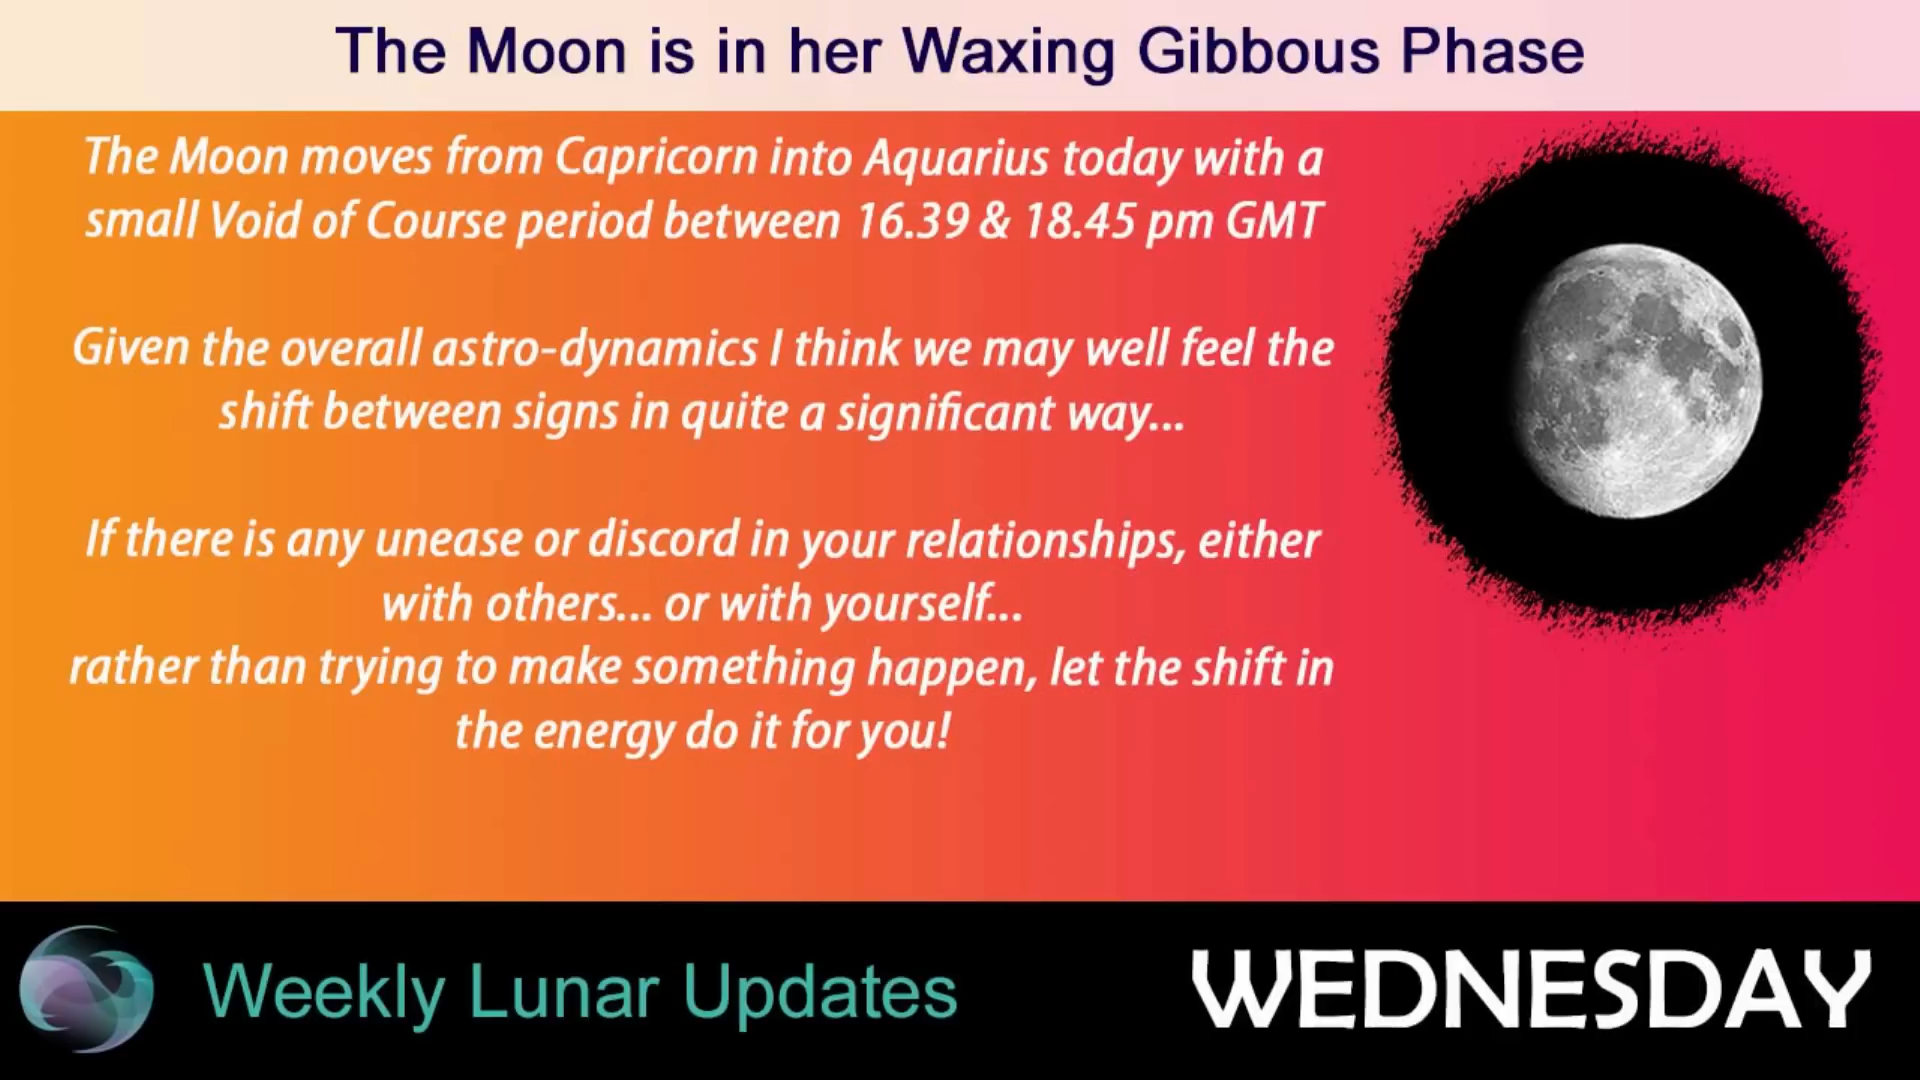 The Moon is in her Waxing Gibbous Phase
The Moon moves from Capricorn into Aquarius today with a
small Void of Course period between 16.39 & 18.45 pm GMT
Given the overall astro-dynamics I think we may well feel the
shift between signs in quite a significant way...
If there is any unease or discord in your relationships, either
with others... or with yourself...
rather than trying to make something happen, let the shift in
the energy do it for you!
Weekly Lunar Updates
WEDNESDAY